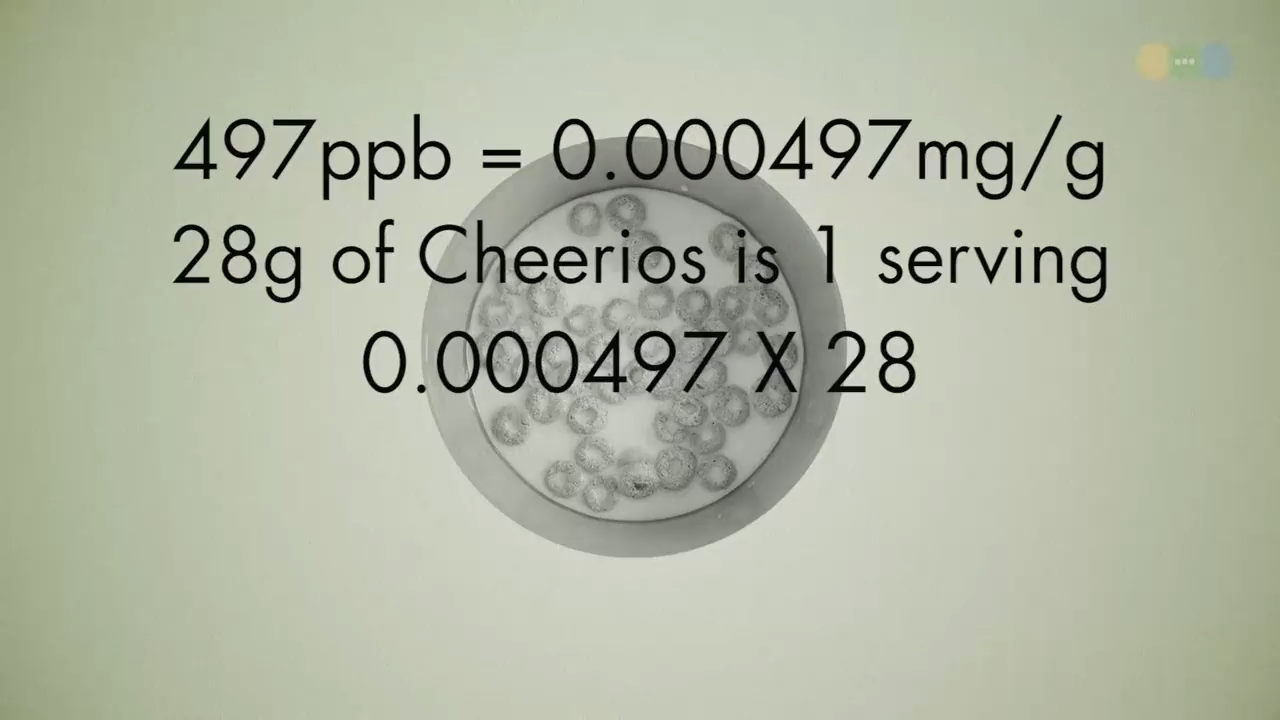 497ppb = 0.000497mg/g
28g of Cheerios is 1 serving
0.000497 X 28